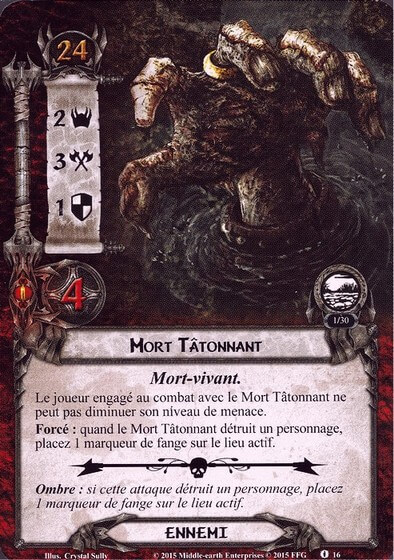 24
2
3
1
4
1/30
Mort Tâtonnant
Mort-vivant.
Le joueur engagé au combat avec le Mort Tâtonnant ne
peut pas diminuer son niveau de menace.
Forcé : quand le Mort Tâtonnant détruit un personnage,
placez 1 marqueur de fange sur le lieu actif.
Ombre : si cette attaque détruit un personnage, placez
1 marqueur de fange sur le lieu actif.
ENNEMI
Illus. Crystal Sully © 2015 Middle-earth Enterprises © 2015 FFG 16